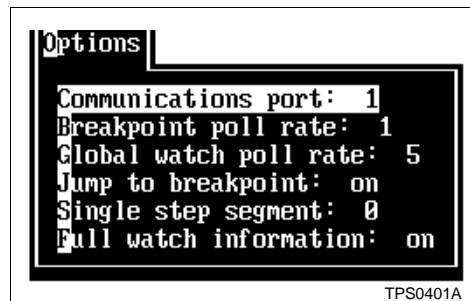 Options
Communications port: 1
Breakpoint poll rate: 1
Global watch poll rate: 5
Jump to breakpoint: on
Single step segment: 0
Full watch information: on
TPS0401A